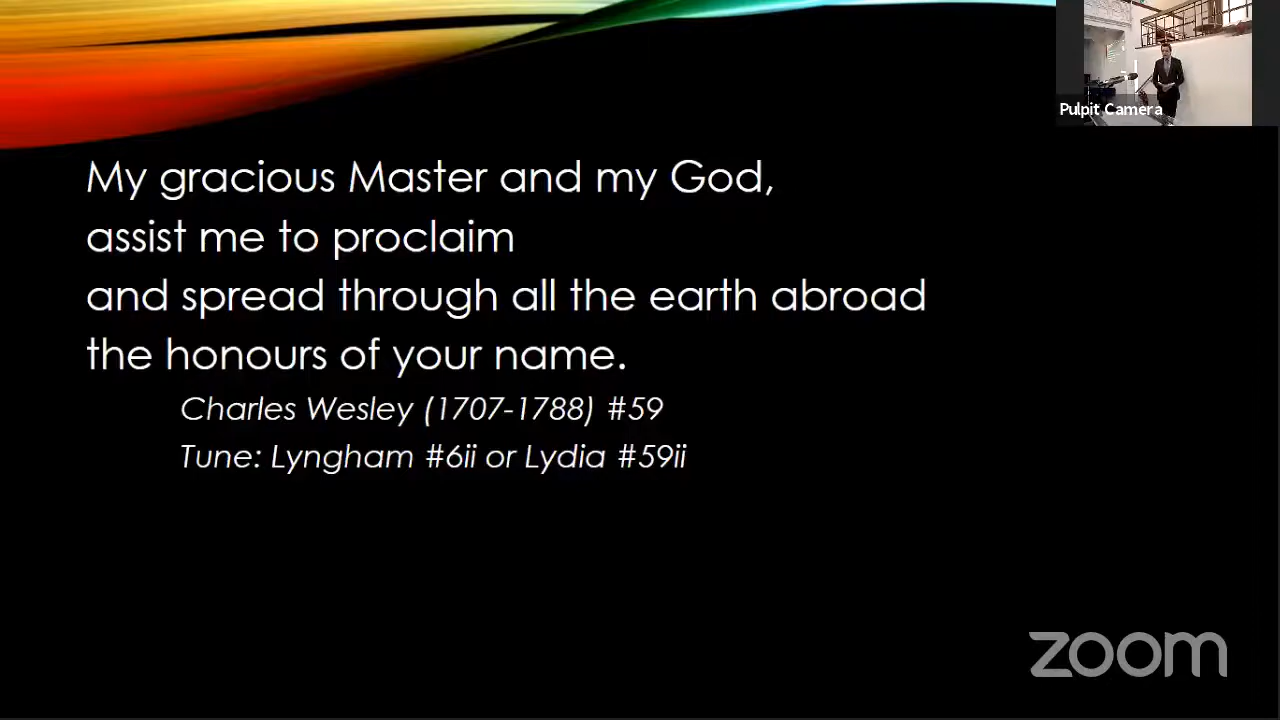 Pulpit Camera
My gracious Master and my God,
assist me to proclaim
and spread through all the earth abroad
the honours of your name.
Charles Wesley (1707-1788) #59
Tune: Lyngham #6ii or Lydia #59ii
zoom